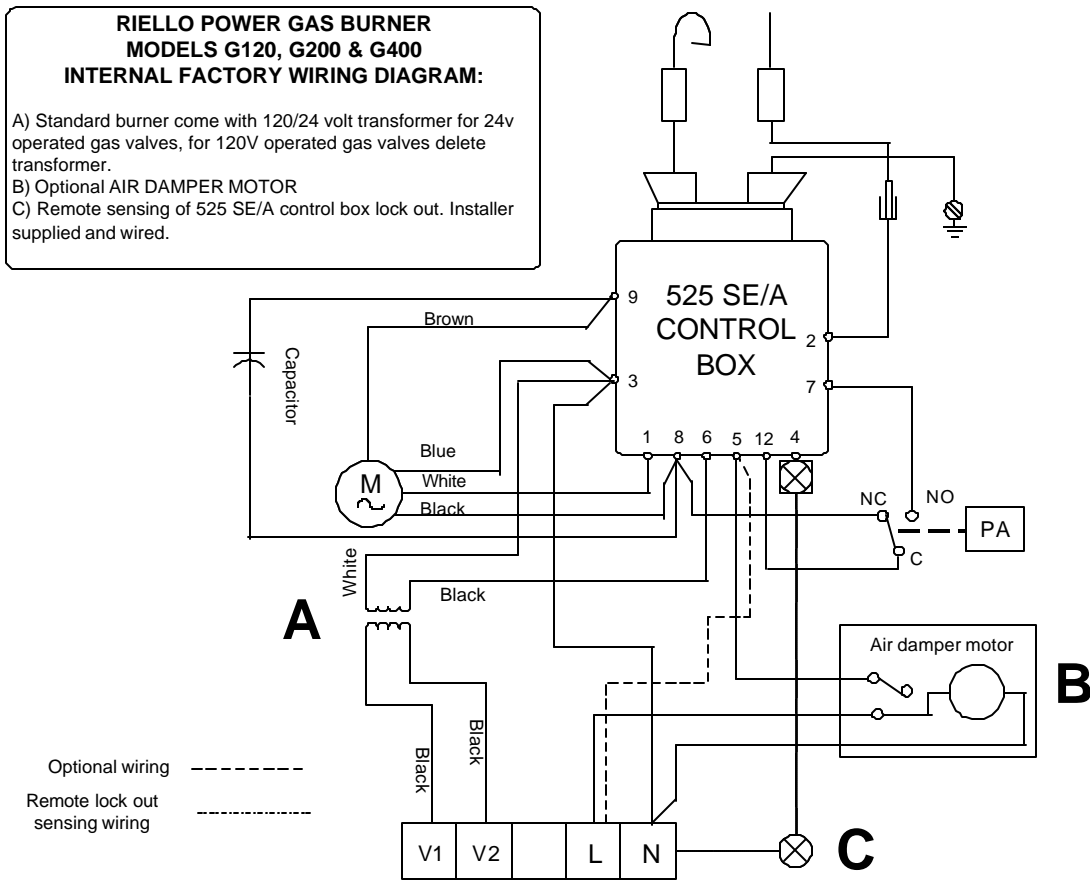 RIELLO POWER GAS BURNER
MODELS G120, G200 & G400
INTERNAL FACTORY WIRING DIAGRAM:
A) Standard burner come with 120/24 volt transformer for 24v
operated gas valves, for 120V operated gas valves delete
transformer.
B) Optional AIR DAMPER MOTOR
C) Remote sensing of 525 SE/A control box lock out. Installer
supplied and wired.
525 SE/A
CONTROL
BOX
9
3
2
7
1 8 6 5 12 4
Brown
Capacitor
Blue
White
Black
M
NC
NO
C
PA
White
Black
A
Air damper motor
B
Black
Black
Optional wiring
Remote lock out
sensing wiring
V1 V2 L N
C